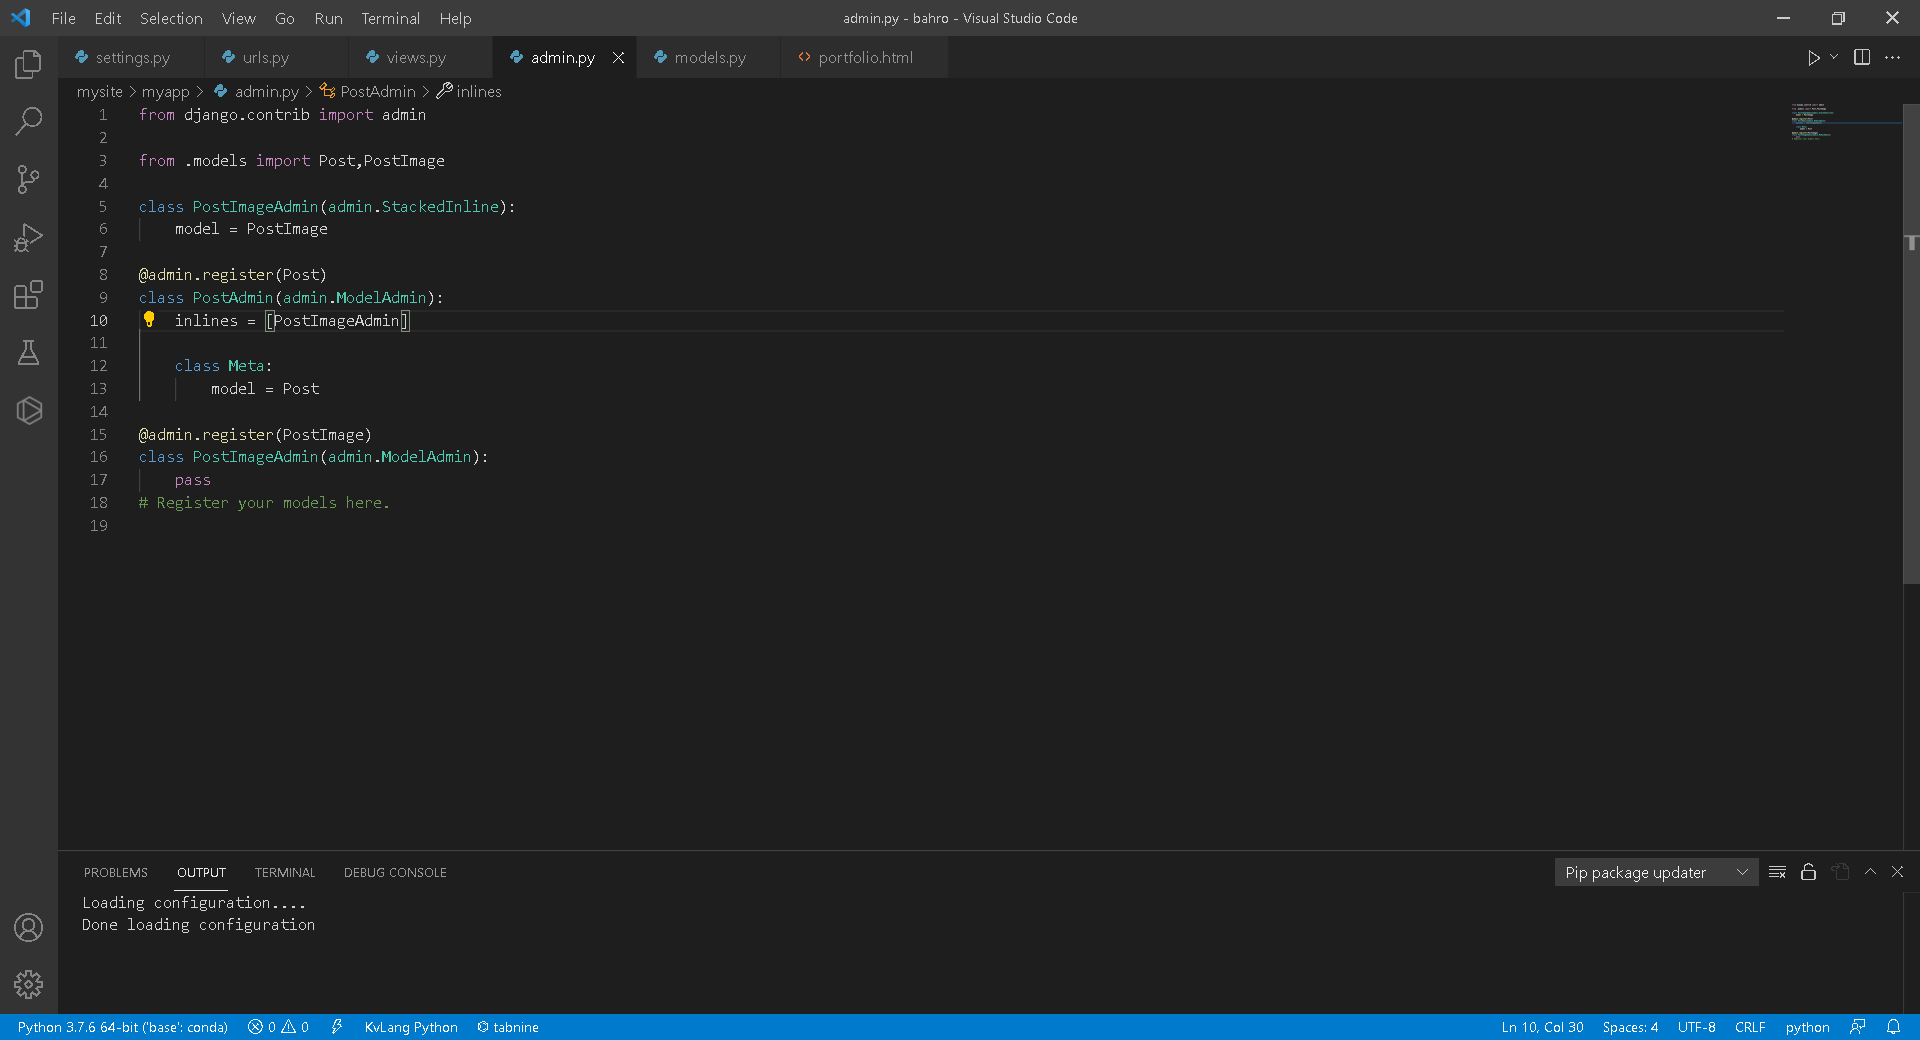 File Edit Selection View Go Run Terminal Help
admin.py - bahro - Visual Studio Code
settings.py urls.py views.py admin.py models.py portfolio.html
mysite > myapp > admin.py > PostAdmin > inlines
1 from django.contrib import admin
2
3 from .models import Post,PostImage
4
5 class PostImageAdmin(admin.StackedInline):
6 model = PostImage
7
8 @admin.register(Post)
9 class PostAdmin(admin.ModelAdmin):
10 inlines = [PostImageAdmin]
11
12 class Meta:
13 model = Post
14
15 @admin.register(PostImage)
16 class PostImageAdmin(admin.ModelAdmin):
17 pass
18 # Register your models here.
19
PROBLEMS OUTPUT TERMINAL DEBUG CONSOLE Pip package updater
Loading configuration....
Done loading configuration
Python 3.7.6 64-bit ('base': conda) 0 0 KvLang Python tabnine Ln 10, Col 30 Spaces: 4 UTF-8 CRLF python